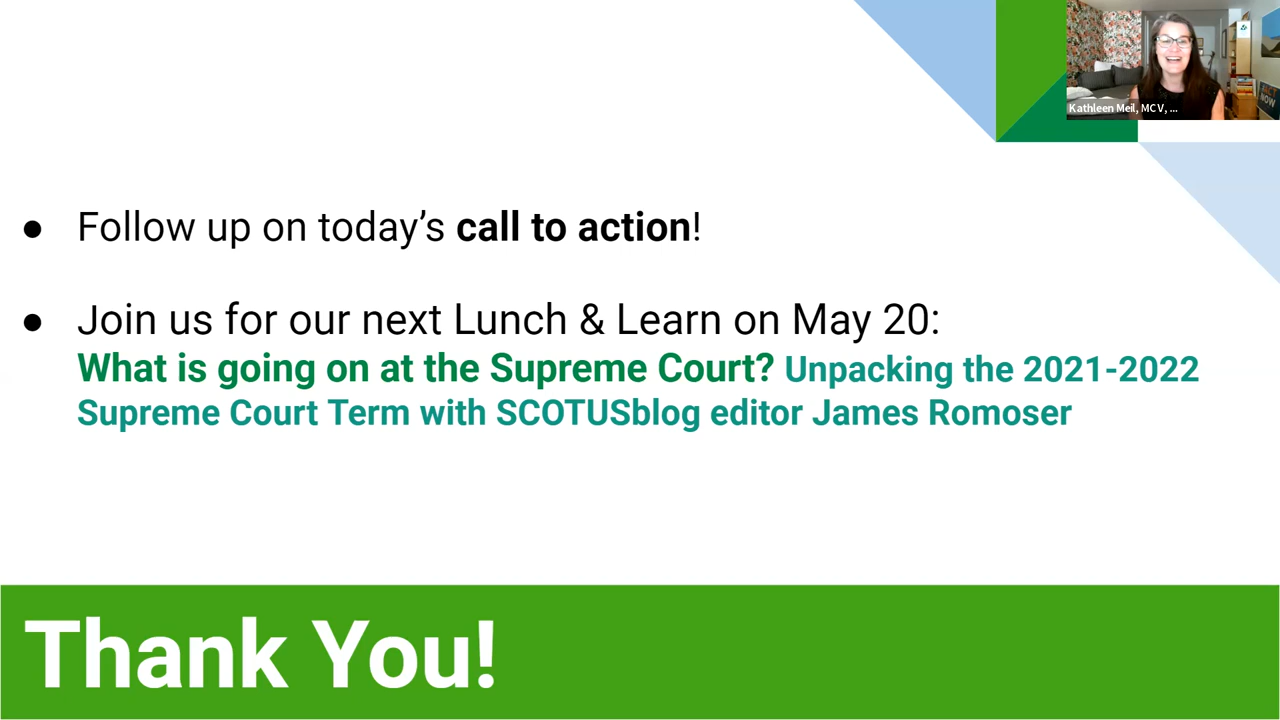 Kathleen Meil, MCV, ...
● Follow up on today’s call to action!
● Join us for our next Lunch & Learn on May 20:
What is going on at the Supreme Court? Unpacking the 2021-2022
Supreme Court Term with SCOTUSblog editor James Romoser
Thank You!